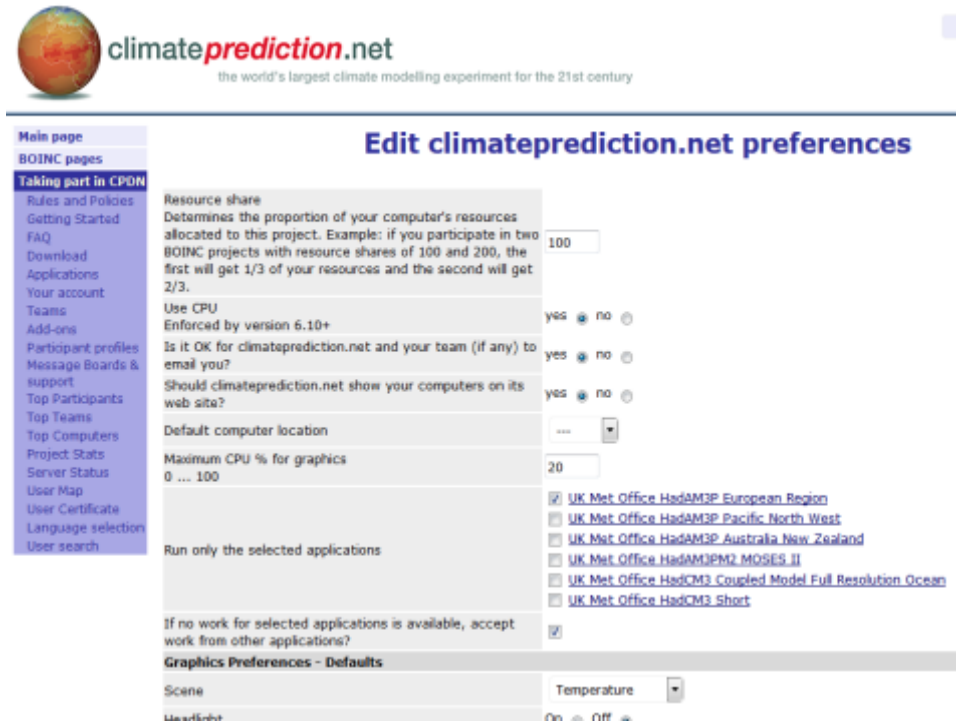 climateprediction.net
the world's largest climate modelling experiment for the 21st century
Main page
BOINC pages
Taking part in CPDN
Rules and Policies
Getting Started
FAQ
Download
Applications
Your account
Teams
Add-ons
Participant profiles
Message Boards &
support
Top Participants
Top Teams
Top Computers
Project Stats
Server Status
User Map
User Certificate
Language selection
User search
Edit climateprediction.net preferences
Resource share
Determines the proportion of your computer's resources
allocated to this project. Example: if you participate in two
BOINC projects with resource shares of 100 and 200, the
first will get 1/3 of your resources and the second will get
2/3.
100
Use CPU
Enforced by version 6.10+
yes no
Is it OK for climateprediction.net and your team (if any) to
email you?
yes no
Should climateprediction.net show your computers on its
web site?
yes no
Default computer location
---
Maximum CPU % for graphics
0 ... 100
20
Run only the selected applications
UK Met Office HadAM3P European Region
UK Met Office HadAM3P Pacific North West
UK Met Office HadAM3P Australia New Zealand
UK Met Office HadAM3PM2 MOSES II
UK Met Office HadCM3 Coupled Model Full Resolution Ocean
UK Met Office HadCM3 Short
If no work for selected applications is available, accept
work from other applications?
Graphics Preferences - Defaults
Scene
Temperature
Headlight
On Off